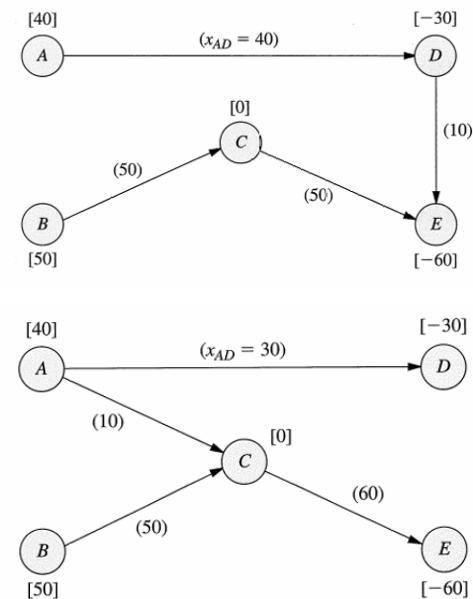 [40]
[−30]
(x_AD = 40)
A
D
[0]
(10)
C
(50)
(50)
B
E
[50]
[−60]
[40]
[−30]
(x_AD = 30)
A
D
(10)
[0]
C
(60)
(50)
B
E
[50]
[−60]